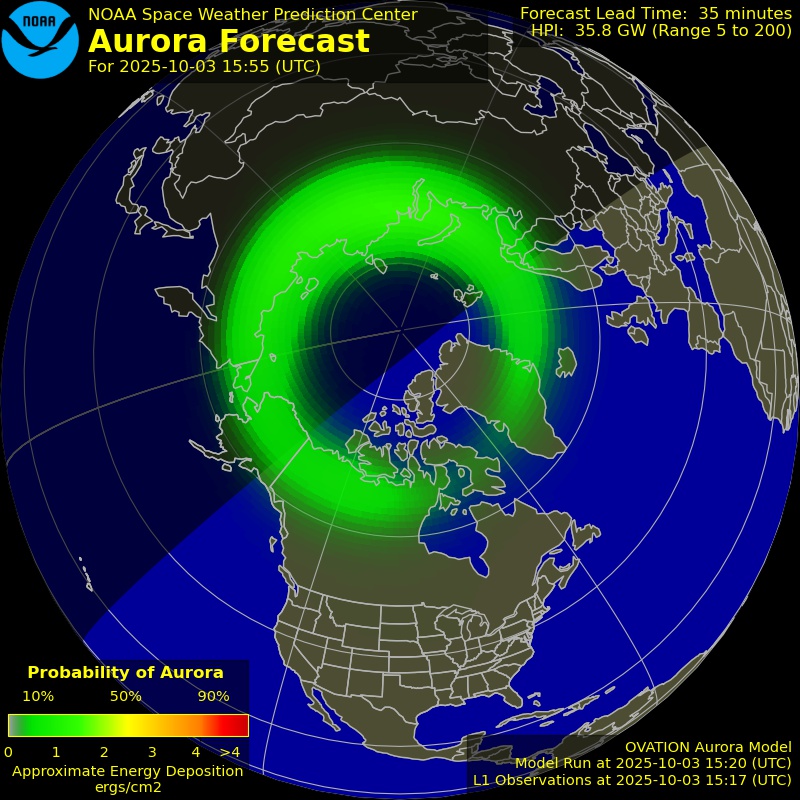 NOAA
NOAA Space Weather Prediction Center
Aurora Forecast
For 2025-10-03 15:55 (UTC)
Forecast Lead Time: 35 minutes
HPI: 35.8 GW (Range 5 to 200)
Probability of Aurora
10% 50% 90%
0 1 2 3 4 >4
Approximate Energy Deposition
ergs/cm2
OVATION Aurora Model
Model Run at 2025-10-03 15:20 (UTC)
L1 Observations at 2025-10-03 15:17 (UTC)